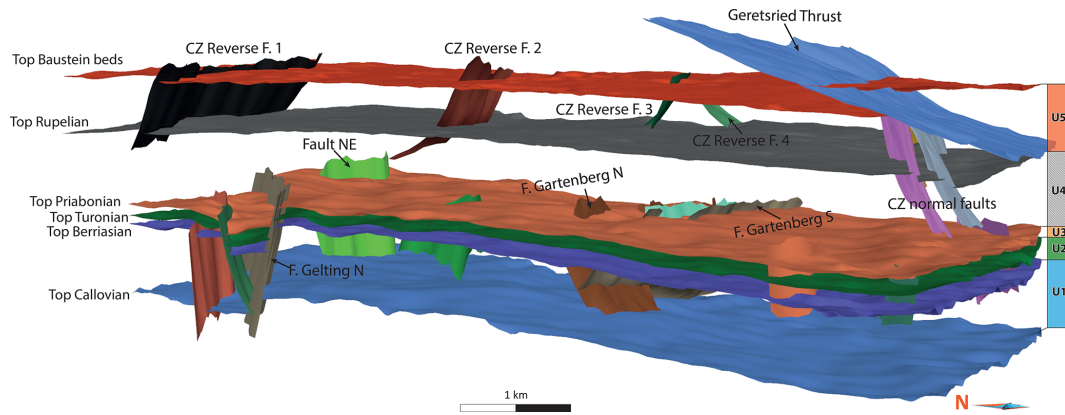 Geretsried Thrust
CZ Reverse F. 1
CZ Reverse F. 2
Top Baustein beds
CZ Reverse F. 3
U5
Top Rupelian
CZ Reverse F. 4
Fault NE
F. Gartenberg N
U4
Top Priabonian
CZ normal faults
Top Turonian
F. Gartenberg S
Top Berriasian
U3
U2
F. Gelting N
Top Callovian
U1
1 km
N